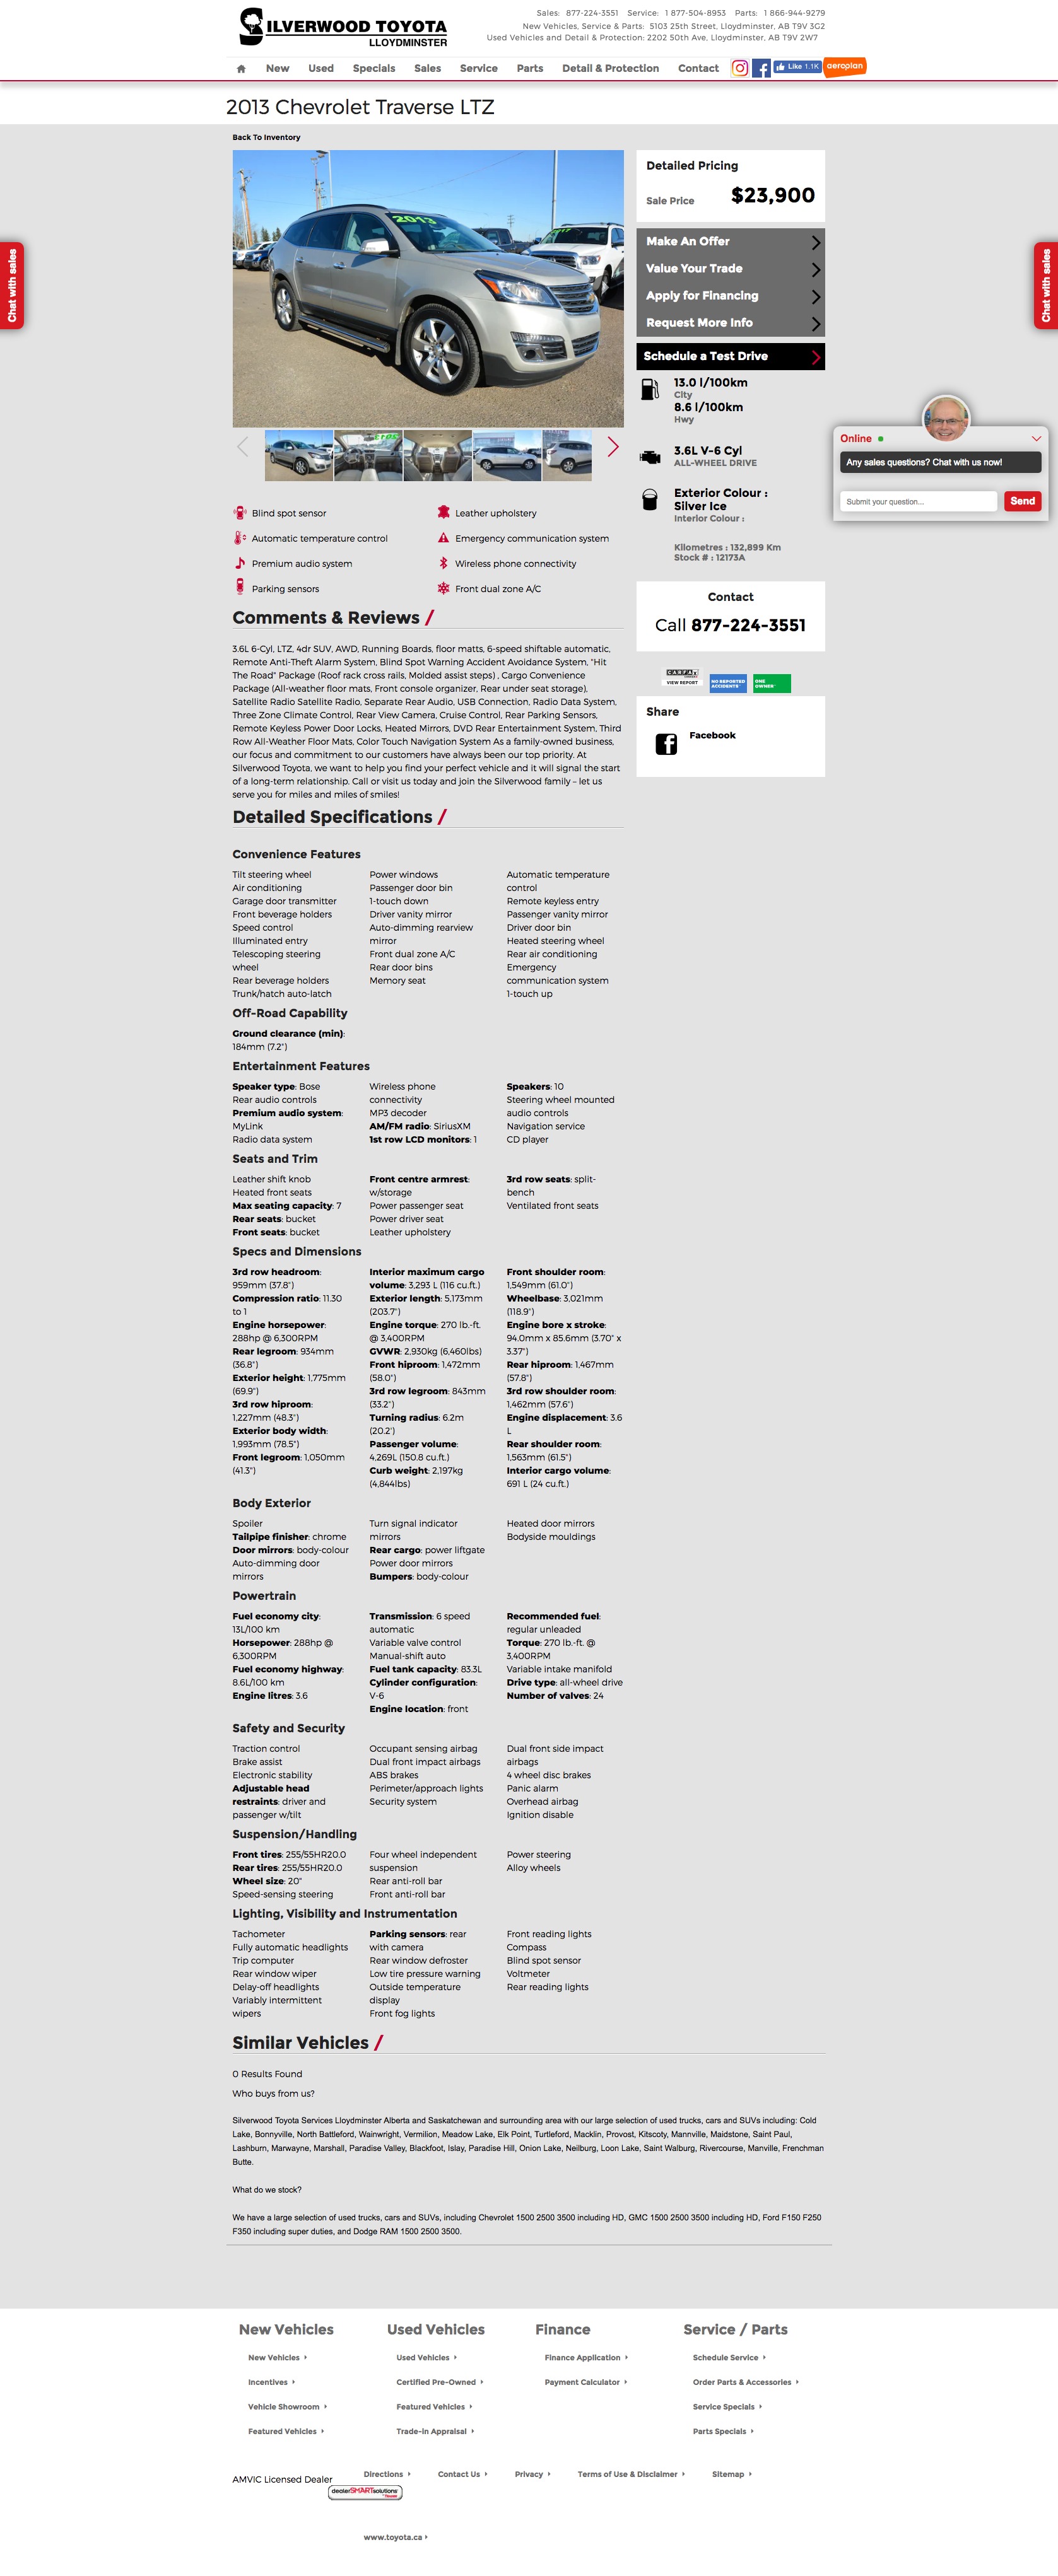 SILVERWOOD TOYOTA
LLOYDMINSTER
Sales: 877-224-3551 Service: 1 877-504-8953 Parts: 1 866-944-9279
New Vehicles, Service & Parts: 5103 25th Street, Lloydminster, AB T9V 3G2
Used Vehicles and Detail & Protection: 2202 50th Ave, Lloydminster, AB T9V 2W7
New Used Specials Sales Service Parts Detail & Protection Contact Like 1.1K aeroplan
2013 Chevrolet Traverse LTZ
Back To Inventory
2013
Detailed Pricing
Sale Price $23,900
Make An Offer
Value Your Trade
Apply for Financing
Request More Info
Schedule a Test Drive
13.0 l/100km
City
8.6 l/100km
Hwy
3.6L V-6 Cyl
ALL-WHEEL DRIVE
Exterior Colour :
Silver Ice
Interior Colour :
Kilometres : 132,899 Km
Stock # : 12173A
Contact
Call 877-224-3551
CARFAX
VIEW REPORT
NO REPORTED
ACCIDENTS
ONE
OWNER
Share
Facebook
Chat with sales
Chat with sales
Online
Any sales questions? Chat with us now!
Submit your question...
Send
Blind spot sensor
Leather upholstery
Automatic temperature control
Emergency communication system
Premium audio system
Wireless phone connectivity
Parking sensors
Front dual zone A/C
Comments & Reviews /
3.6L 6-Cyl, LTZ, 4dr SUV, AWD, Running Boards, floor matts, 6-speed shiftable automatic,
Remote Anti-Theft Alarm System, Blind Spot Warning Accident Avoidance System, "Hit
The Road" Package (Roof rack cross rails, Molded assist steps) , Cargo Convenience
Package (All-weather floor mats, Front console organizer, Rear under seat storage),
Satellite Radio Satellite Radio, Separate Rear Audio, USB Connection, Radio Data System,
Three Zone Climate Control, Rear View Camera, Cruise Control, Rear Parking Sensors,
Remote Keyless Power Door Locks, Heated Mirrors, DVD Rear Entertainment System, Third
Row All-Weather Floor Mats, Color Touch Navigation System As a family-owned business,
our focus and commitment to our customers have always been our top priority. At
Silverwood Toyota, we want to help you find your perfect vehicle and it will signal the start
of a long-term relationship. Call or visit us today and join the Silverwood family – let us
serve you for miles and miles of smiles!
Detailed Specifications /
Convenience Features
Tilt steering wheel
Air conditioning
Garage door transmitter
Front beverage holders
Speed control
Illuminated entry
Telescoping steering
wheel
Rear beverage holders
Trunk/hatch auto-latch
Power windows
Passenger door bin
1-touch down
Driver vanity mirror
Auto-dimming rearview
mirror
Front dual zone A/C
Rear door bins
Memory seat
Automatic temperature
control
Remote keyless entry
Passenger vanity mirror
Driver door bin
Heated steering wheel
Rear air conditioning
Emergency
communication system
1-touch up
Off-Road Capability
Ground clearance (min):
184mm (7.2")
Entertainment Features
Speaker type: Bose
Rear audio controls
Premium audio system:
MyLink
Radio data system
Wireless phone
connectivity
MP3 decoder
AM/FM radio: SiriusXM
1st row LCD monitors: 1
Speakers: 10
Steering wheel mounted
audio controls
Navigation service
CD player
Seats and Trim
Leather shift knob
Heated front seats
Max seating capacity: 7
Rear seats: bucket
Front seats: bucket
Front centre armrest:
w/storage
Power passenger seat
Power driver seat
Leather upholstery
3rd row seats: split-
bench
Ventilated front seats
Specs and Dimensions
3rd row headroom:
959mm (37.8")
Compression ratio: 11.30
to 1
Engine horsepower:
288hp @ 6,300RPM
Rear legroom: 934mm
(36.8")
Exterior height: 1,775mm
(69.9")
3rd row hiproom:
1,227mm (48.3")
Exterior body width:
1,993mm (78.5")
Front legroom: 1,050mm
(41.3")
Interior maximum cargo
volume: 3,293 L (116 cu.ft.)
Exterior length: 5,173mm
(203.7")
Engine torque: 270 lb.-ft.
@ 3,400RPM
GVWR: 2,930kg (6,460lbs)
Front hiproom: 1,472mm
(58.0")
3rd row legroom: 843mm
(33.2")
Turning radius: 6.2m
(20.2')
Passenger volume:
4,269L (150.8 cu.ft.)
Curb weight: 2,197kg
(4,844lbs)
Front shoulder room:
1,549mm (61.0")
Wheelbase: 3,021mm
(118.9")
Engine bore x stroke:
94.0mm x 85.6mm (3.70" x
3.37")
Rear hiproom: 1,467mm
(57.8")
3rd row shoulder room:
1,462mm (57.6")
Engine displacement: 3.6
L
Rear shoulder room:
1,563mm (61.5")
Interior cargo volume:
691 L (24 cu.ft.)
Body Exterior
Spoiler
Tailpipe finisher: chrome
Door mirrors: body-colour
Auto-dimming door
mirrors
Turn signal indicator
mirrors
Rear cargo: power liftgate
Power door mirrors
Bumpers: body-colour
Heated door mirrors
Bodyside mouldings
Powertrain
Fuel economy city:
13L/100 km
Horsepower: 288hp @
6,300RPM
Fuel economy highway:
8.6L/100 km
Engine litres: 3.6
Transmission: 6 speed
automatic
Variable valve control
Manual-shift auto
Fuel tank capacity: 83.3L
Cylinder configuration:
V-6
Engine location: front
Recommended fuel:
regular unleaded
Torque: 270 lb.-ft. @
3,400RPM
Variable intake manifold
Drive type: all-wheel drive
Number of valves: 24
Safety and Security
Traction control
Brake assist
Electronic stability
Adjustable head
restraints: driver and
passenger w/tilt
Occupant sensing airbag
Dual front impact airbags
ABS brakes
Perimeter/approach lights
Security system
Dual front side impact
airbags
4 wheel disc brakes
Panic alarm
Overhead airbag
Ignition disable
Suspension/Handling
Front tires: 255/55HR20.0
Rear tires: 255/55HR20.0
Wheel size: 20"
Speed-sensing steering
Four wheel independent
suspension
Rear anti-roll bar
Front anti-roll bar
Power steering
Alloy wheels
Lighting, Visibility and Instrumentation
Tachometer
Fully automatic headlights
Trip computer
Rear window wiper
Delay-off headlights
Variably intermittent
wipers
Parking sensors: rear
with camera
Rear window defroster
Low tire pressure warning
Outside temperature
display
Front fog lights
Front reading lights
Compass
Blind spot sensor
Voltmeter
Rear reading lights
Similar Vehicles /
0 Results Found
Who buys from us?
Silverwood Toyota Services Lloydminster Alberta and Saskatchewan and surrounding area with our large selection of used trucks, cars and SUVs including: Cold
Lake, Bonnyville, North Battleford, Wainwright, Vermilion, Meadow Lake, Elk Point, Turtleford, Macklin, Provost, Kitscoty, Mannville, Maidstone, Saint Paul,
Lashburn, Marwayne, Marshall, Paradise Valley, Blackfoot, Islay, Paradise Hill, Onion Lake, Neilburg, Loon Lake, Saint Walburg, Rivercourse, Manville, Frenchman
Butte.
What do we stock?
We have a large selection of used trucks, cars and SUVs, including Chevrolet 1500 2500 3500 including HD, GMC 1500 2500 3500 including HD, Ford F150 F250
F350 including super duties, and Dodge RAM 1500 2500 3500.
New Vehicles
New Vehicles
Incentives
Vehicle Showroom
Featured Vehicles
Used Vehicles
Used Vehicles
Certified Pre-Owned
Featured Vehicles
Trade-in Appraisal
Finance
Finance Application
Payment Calculator
Service / Parts
Schedule Service
Order Parts & Accessories
Service Specials
Parts Specials
AMVIC Licensed Dealer
dealerSMARTsolutions
Directions Contact Us Privacy Terms of Use & Disclaimer Sitemap
www.toyota.ca